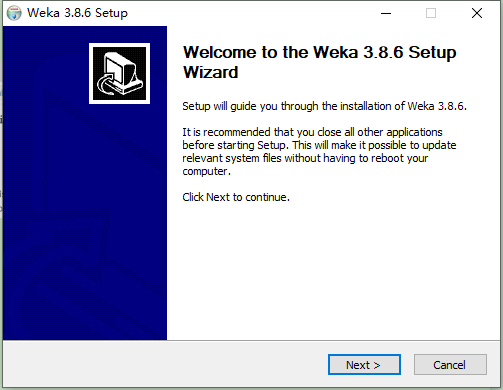 Weka 3.8.6 Setup
Welcome to the Weka 3.8.6 Setup
Wizard
Setup will guide you through the installation of Weka 3.8.6.
It is recommended that you close all other applications
before starting Setup. This will make it possible to update
relevant system files without having to reboot your
computer.
Click Next to continue.
Next >
Cancel